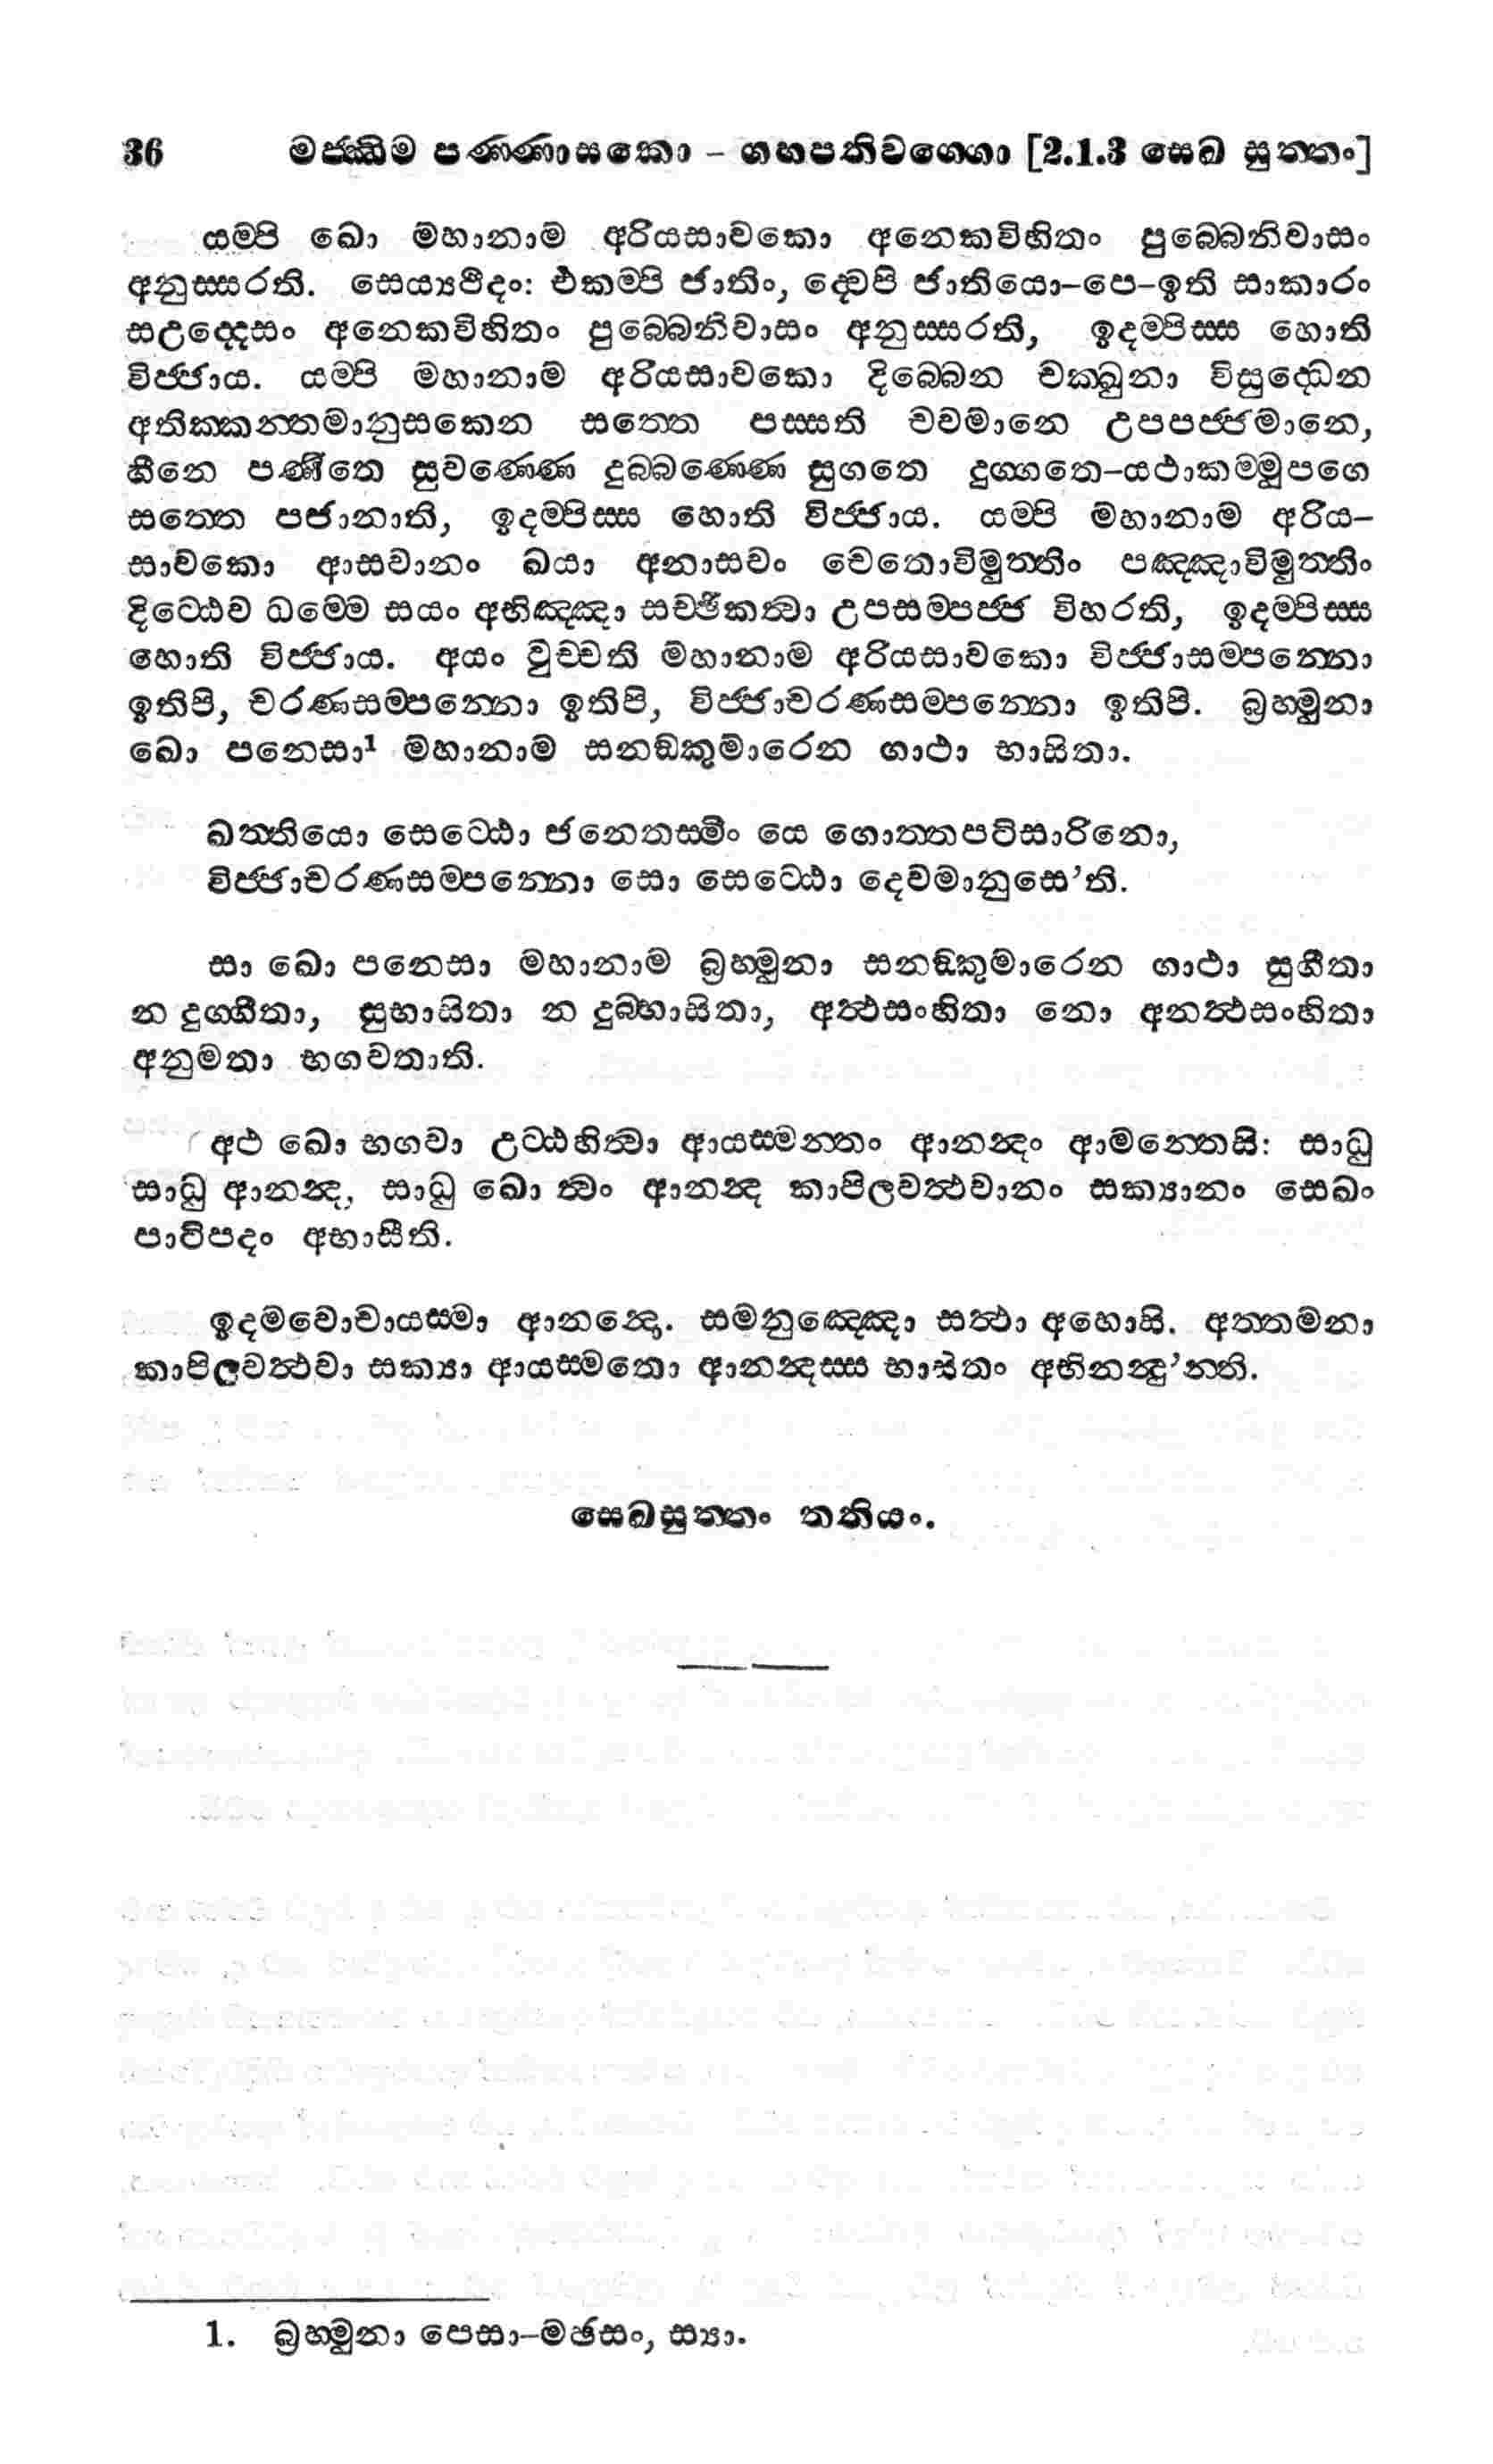 36 මජ්ඣිම පණ්ණාසකො – ගහපතිවග්ගො [2.1.3 සෙඛ සුත්තං]
යම්පි ඛො මහානාම අරියසාවකො අනෙකවිහිතං පුබ්බෙනිවාසං
අනුස්සරති. සෙය්‍යථීදං: එකම්පි ජාතිං, ද්වෙපි ජාතියො–පෙ–ඉති සාකාරං
සඋද්දෙසං අනෙකවිහිතං පුබ්බෙනිවාසං අනුස්සරති, ඉදම්පිස්ස හොති
විජ්ජාය. යම්පි මහානාම අරියසාවකො දිබ්බෙන චක්ඛුනා විසුද්ධෙන
අතික්කන්තමානුසකෙන සත්තෙ පස්සති චවමානෙ උපපජ්ජමානෙ,
හීනෙ පණීතෙ සුවණ්ණෙ දුබ්බණ්ණෙ සුගතෙ දුග්ගතෙ–යථාකම්මූපගෙ
සත්තෙ පජානාති, ඉදම්පිස්ස හොති විජ්ජාය. යම්පි මහානාම අරිය–
සාවකො ආසවානං ඛයා අනාසවං චෙතොවිමුත්තිං පඤ්ඤාවිමුත්තිං
දිට්ඨෙව ධම්මෙ සයං අභිඤ්ඤා සච්ඡිකත්වා උපසම්පජ්ජ විහරති, ඉදම්පිස්ස
හොති විජ්ජාය. අයං වුච්චති මහානාම අරියසාවකො විජ්ජාසම්පන්නො
ඉතිපි, චරණසම්පන්නො ඉතිපි, විජ්ජාචරණසම්පන්නො ඉතිපි. බ්‍රහ්මුනා
ඛො පනෙසා¹ මහානාම සනඞ්කුමාරෙන ගාථා භාසිතා.
ඛත්තියො සෙට්ඨො ජනෙතස්මිං යෙ ගොත්තපටිසාරිනො,
විජ්ජාචරණසම්පන්නො සො සෙට්ඨො දෙවමානුසෙ’ති.
සා ඛො පනෙසා මහානාම බ්‍රහ්මුනා සනඞ්කුමාරෙන ගාථා සුගීතා
න දුග්ගීතා, සුභාසිතා න දුබ්භාසිතා, අත්ථසංහිතා නො අනත්ථසංහිතා
අනුමතා භගවතාති.
අථ ඛො භගවා උට්ඨහිත්වා ආයස්මන්තං ආනන්දං ආමන්තෙසි: සාධු
සාධු ආනන්ද, සාධු ඛො ත්වං ආනන්ද කාපිලවත්ථවානං සක්‍යානං සෙඛං
පාටිපදං අභාසීති.
ඉදමවොචායස්මා ආනන්දො. සමනුඤ්ඤො සත්ථා අහොසි. අත්තමනා
කාපිලවත්ථවා සක්‍යා ආයස්මතො ආනන්දස්ස භාසිතං අභිනන්දු’න්ති.
සෙඛසුත්තං තතියං.
1. බ්‍රහ්මුනා පෙසා–මඡසං, ස්‍යා.